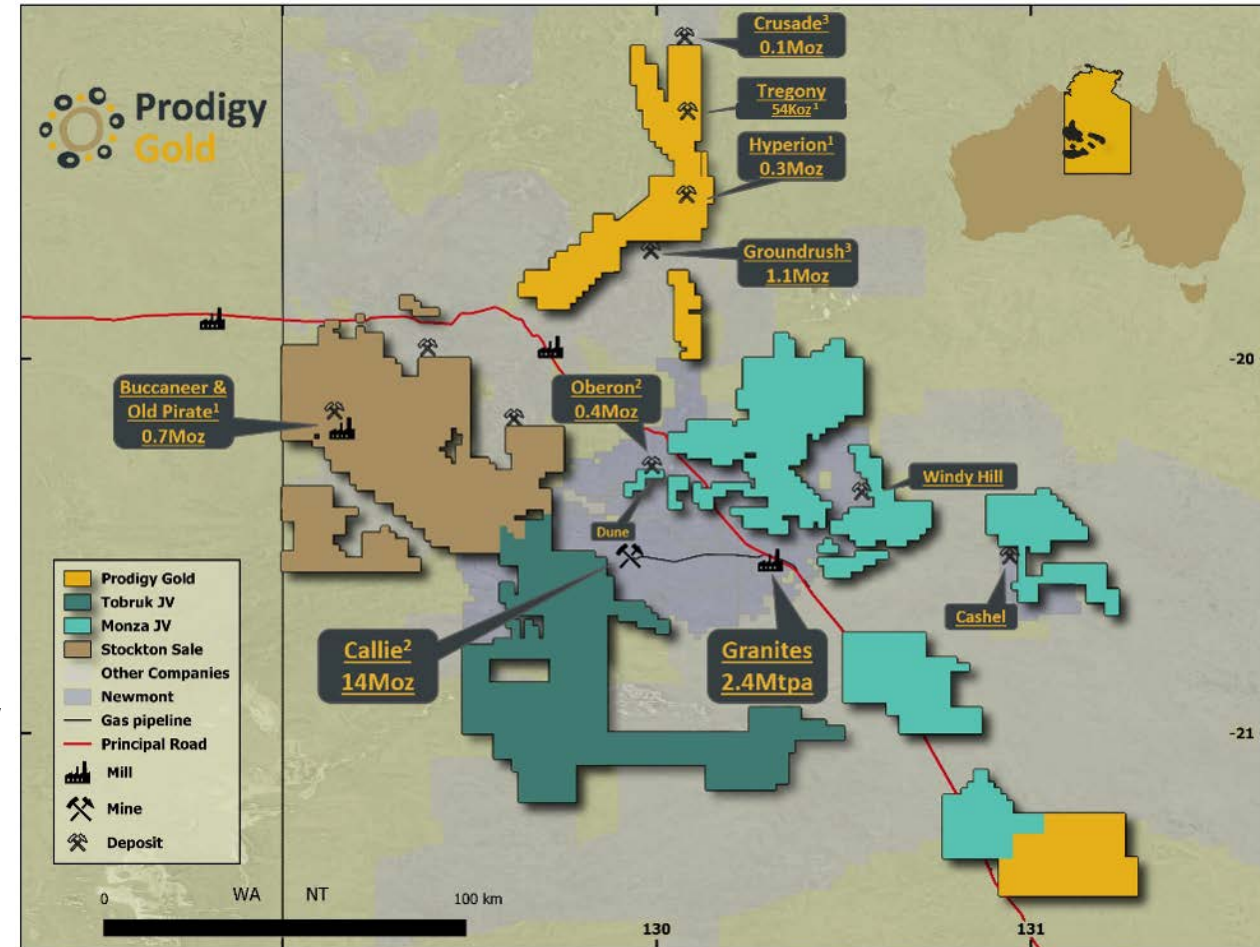 Prodigy
Gold
Crusade³
0.1Moz
Tregony
54Koz¹
Hyperion¹
0.3Moz
Groundrush³
1.1Moz
-20
Buccaneer &
Old Pirate¹
0.7Moz
Oberon²
0.4Moz
Windy Hill
Dune
Cashel
Callie²
14Moz
Granites
2.4Mtpa
-21
Prodigy Gold
Tobruk JV
Monza JV
Stockton Sale
Other Companies
Newmont
Gas pipeline
Principal Road
Mill
Mine
Deposit
WA NT
0 100 km
130 131